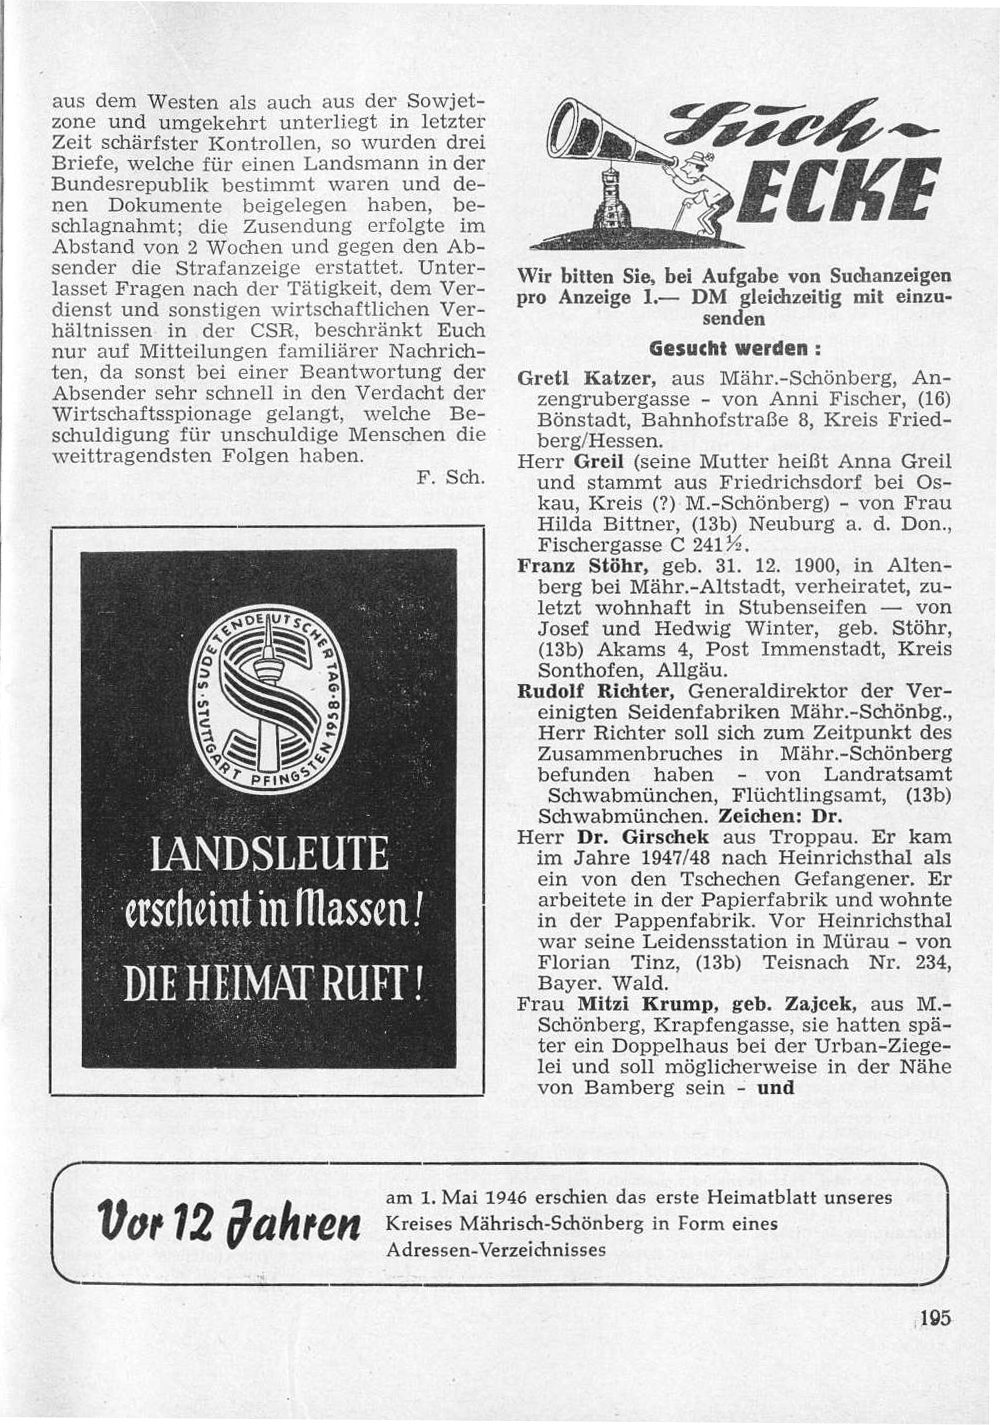 aus dem Westen als auch aus der Sowjet-
zone und umgekehrt unterliegt in letzter
Zeit schärfster Kontrollen, so wurden drei
Briefe, welche für einen Landsmann in der
Bundesrepublik bestimmt waren und de-
nen Dokumente beigelegen haben, be-
schlagnahmt; die Zusendung erfolgte im
Abstand von 2 Wochen und gegen den Ab-
sender die Strafanzeige erstattet. Unter-
lasset Fragen nach der Tätigkeit, dem Ver-
dienst und sonstigen wirtschaftlichen Ver-
hältnissen in der CSR, beschränkt Euch
nur auf Mitteilungen familiärer Nachrich-
ten, da sonst bei einer Beantwortung der
Absender sehr schnell in den Verdacht der
Wirtschaftsspionage gelangt, welche Be-
schuldigung für unschuldige Menschen die
weittragendsten Folgen haben.
F. Sch.
SUDETENDEUTSCHER TAG · 1958
STUTTGART PFINGSTEN
LANDSLEUTE
erscheint in Massen!
DIE HEIMAT RUFT!
Such-
ECKE
Wir bitten Sie, bei Aufgabe von Suchanzeigen
pro Anzeige 1.— DM gleichzeitig mit einzu-
senden
Gesucht werden :
Gretl Katzer, aus Mähr.-Schönberg, An-
zengrubergasse - von Anni Fischer, (16)
Bönstadt, Bahnhofstraße 8, Kreis Fried-
berg/Hessen.
Herr Greil (seine Mutter heißt Anna Greil
und stammt aus Friedrichsdorf bei Os-
kau, Kreis (?) M.-Schönberg) - von Frau
Hilda Bittner, (13b) Neuburg a. d. Don.,
Fischergasse C 241½.
Franz Stöhr, geb. 31. 12. 1900, in Alten-
berg bei Mähr.-Altstadt, verheiratet, zu-
letzt wohnhaft in Stubenseifen — von
Josef und Hedwig Winter, geb. Stöhr,
(13b) Akams 4, Post Immenstadt, Kreis
Sonthofen, Allgäu.
Rudolf Richter, Generaldirektor der Ver-
einigten Seidenfabriken Mähr.-Schönbg.,
Herr Richter soll sich zum Zeitpunkt des
Zusammenbruches in Mähr.-Schönberg
befunden haben - von Landratsamt
Schwabmünchen, Flüchtlingsamt, (13b)
Schwabmünchen. Zeichen: Dr.
Herr Dr. Girschek aus Troppau. Er kam
im Jahre 1947/48 nach Heinrichsthal als
ein von den Tschechen Gefangener. Er
arbeitete in der Papierfabrik und wohnte
in der Pappenfabrik. Vor Heinrichsthal
war seine Leidensstation in Mürau - von
Florian Tinz, (13b) Teisnach Nr. 234,
Bayer. Wald.
Frau Mitzi Krump, geb. Zajcek, aus M.-
Schönberg, Krapfengasse, sie hatten spä-
ter ein Doppelhaus bei der Urban-Ziege-
lei und soll möglicherweise in der Nähe
von Bamberg sein - und
Vor 12 Jahren
am 1. Mai 1946 erschien das erste Heimatblatt unseres
Kreises Mährisch-Schönberg in Form eines
Adressen-Verzeichnisses
195